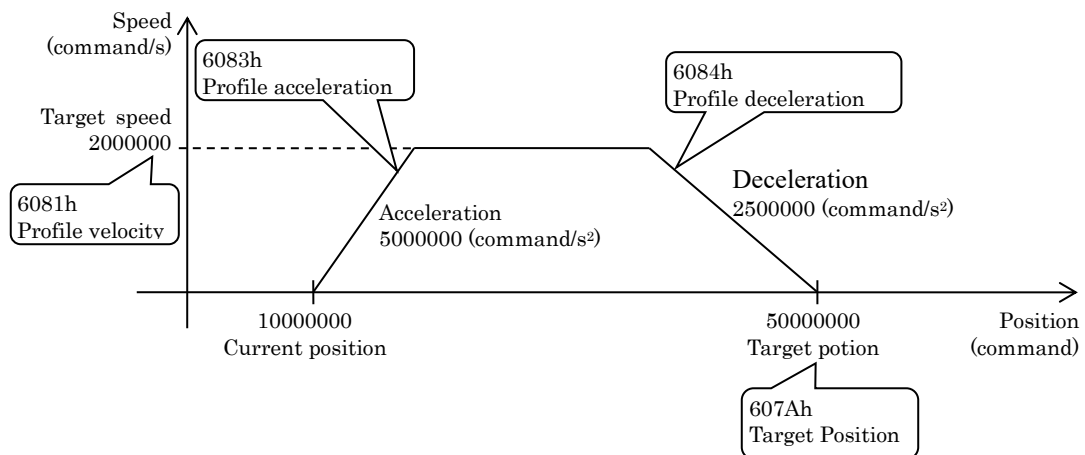 Speed
(command/s)
6083h
Profile acceleration
6084h
Profile deceleration
Target speed
2000000
6081h
Profile velocity
Acceleration
5000000 (command/s²)
Deceleration
2500000 (command/s²)
10000000
Current position
50000000
Target potion
Position
(command)
607Ah
Target Position